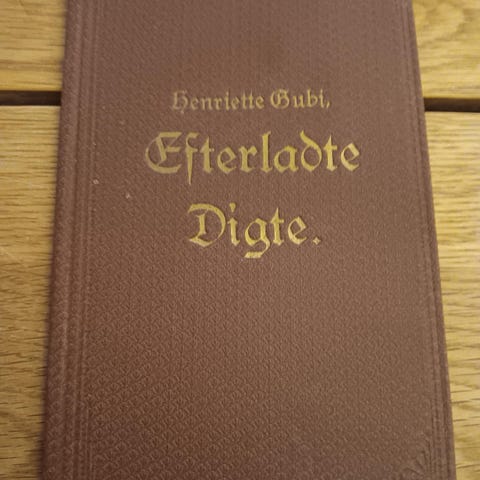 Henriette Gubi,
Efterladte
Digte.